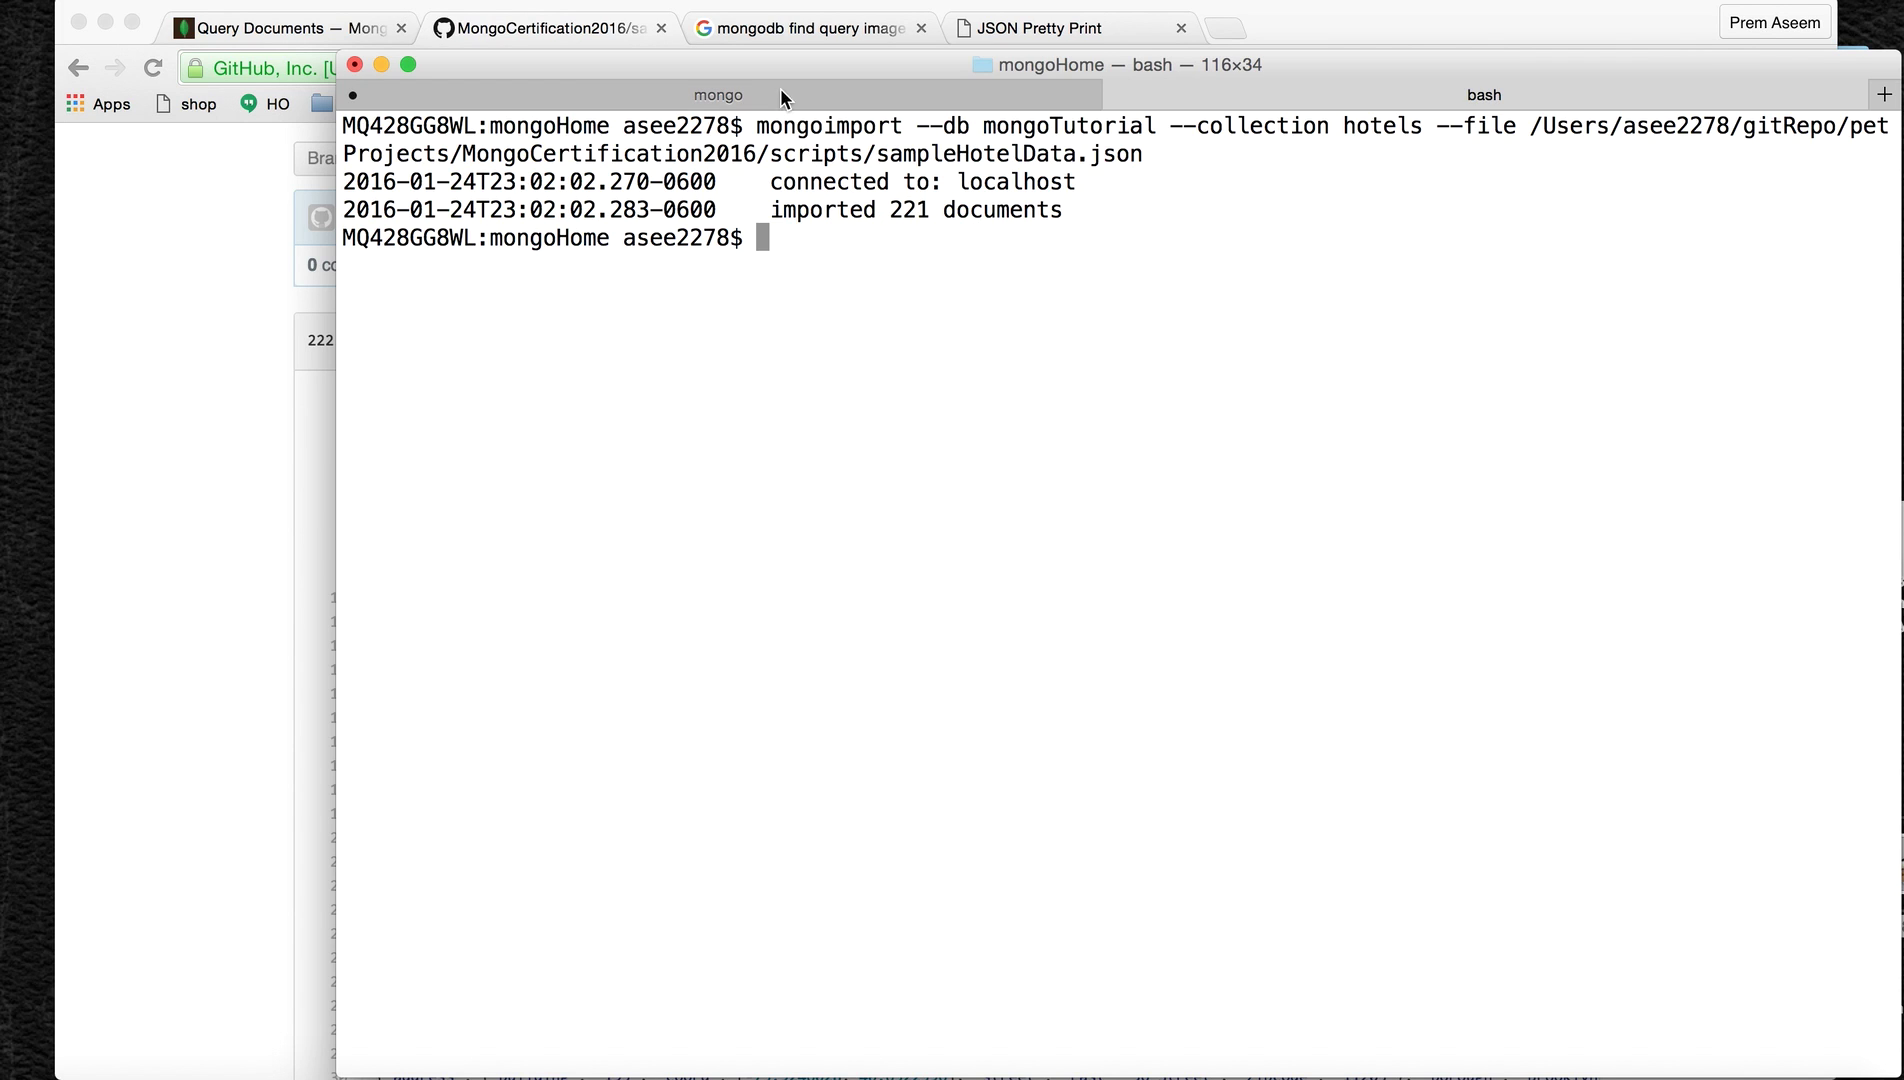 Query Documents — Mong
MongoCertification2016/sa
mongodb find query image
JSON Pretty Print
Prem Aseem
GitHub, Inc. [U
mongoHome — bash — 116×34
Apps
shop
HO
mongo
bash
MQ428GG8WL:mongoHome asee2278$ mongoimport --db mongoTutorial --collection hotels --file /Users/asee2278/gitRepo/pet
Projects/MongoCertification2016/scripts/sampleHotelData.json
2016-01-24T23:02:02.270-0600    connected to: localhost
2016-01-24T23:02:02.283-0600    imported 221 documents
MQ428GG8WL:mongoHome asee2278$
Bra
0 co
222